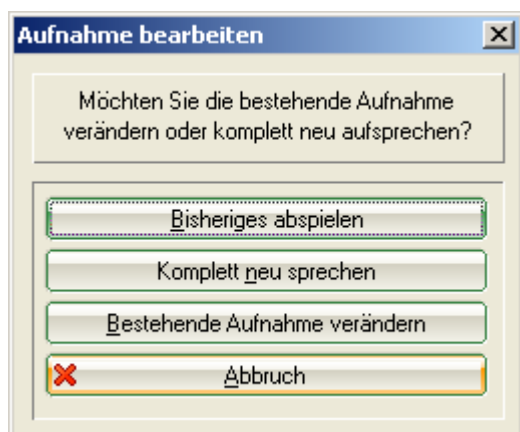 Aufnahme bearbeiten
Möchten Sie die bestehende Aufnahme
verändern oder komplett neu aufsprechen?
Bisheriges abspielen
Komplett neu sprechen
Bestehende Aufnahme verändern
Abbruch